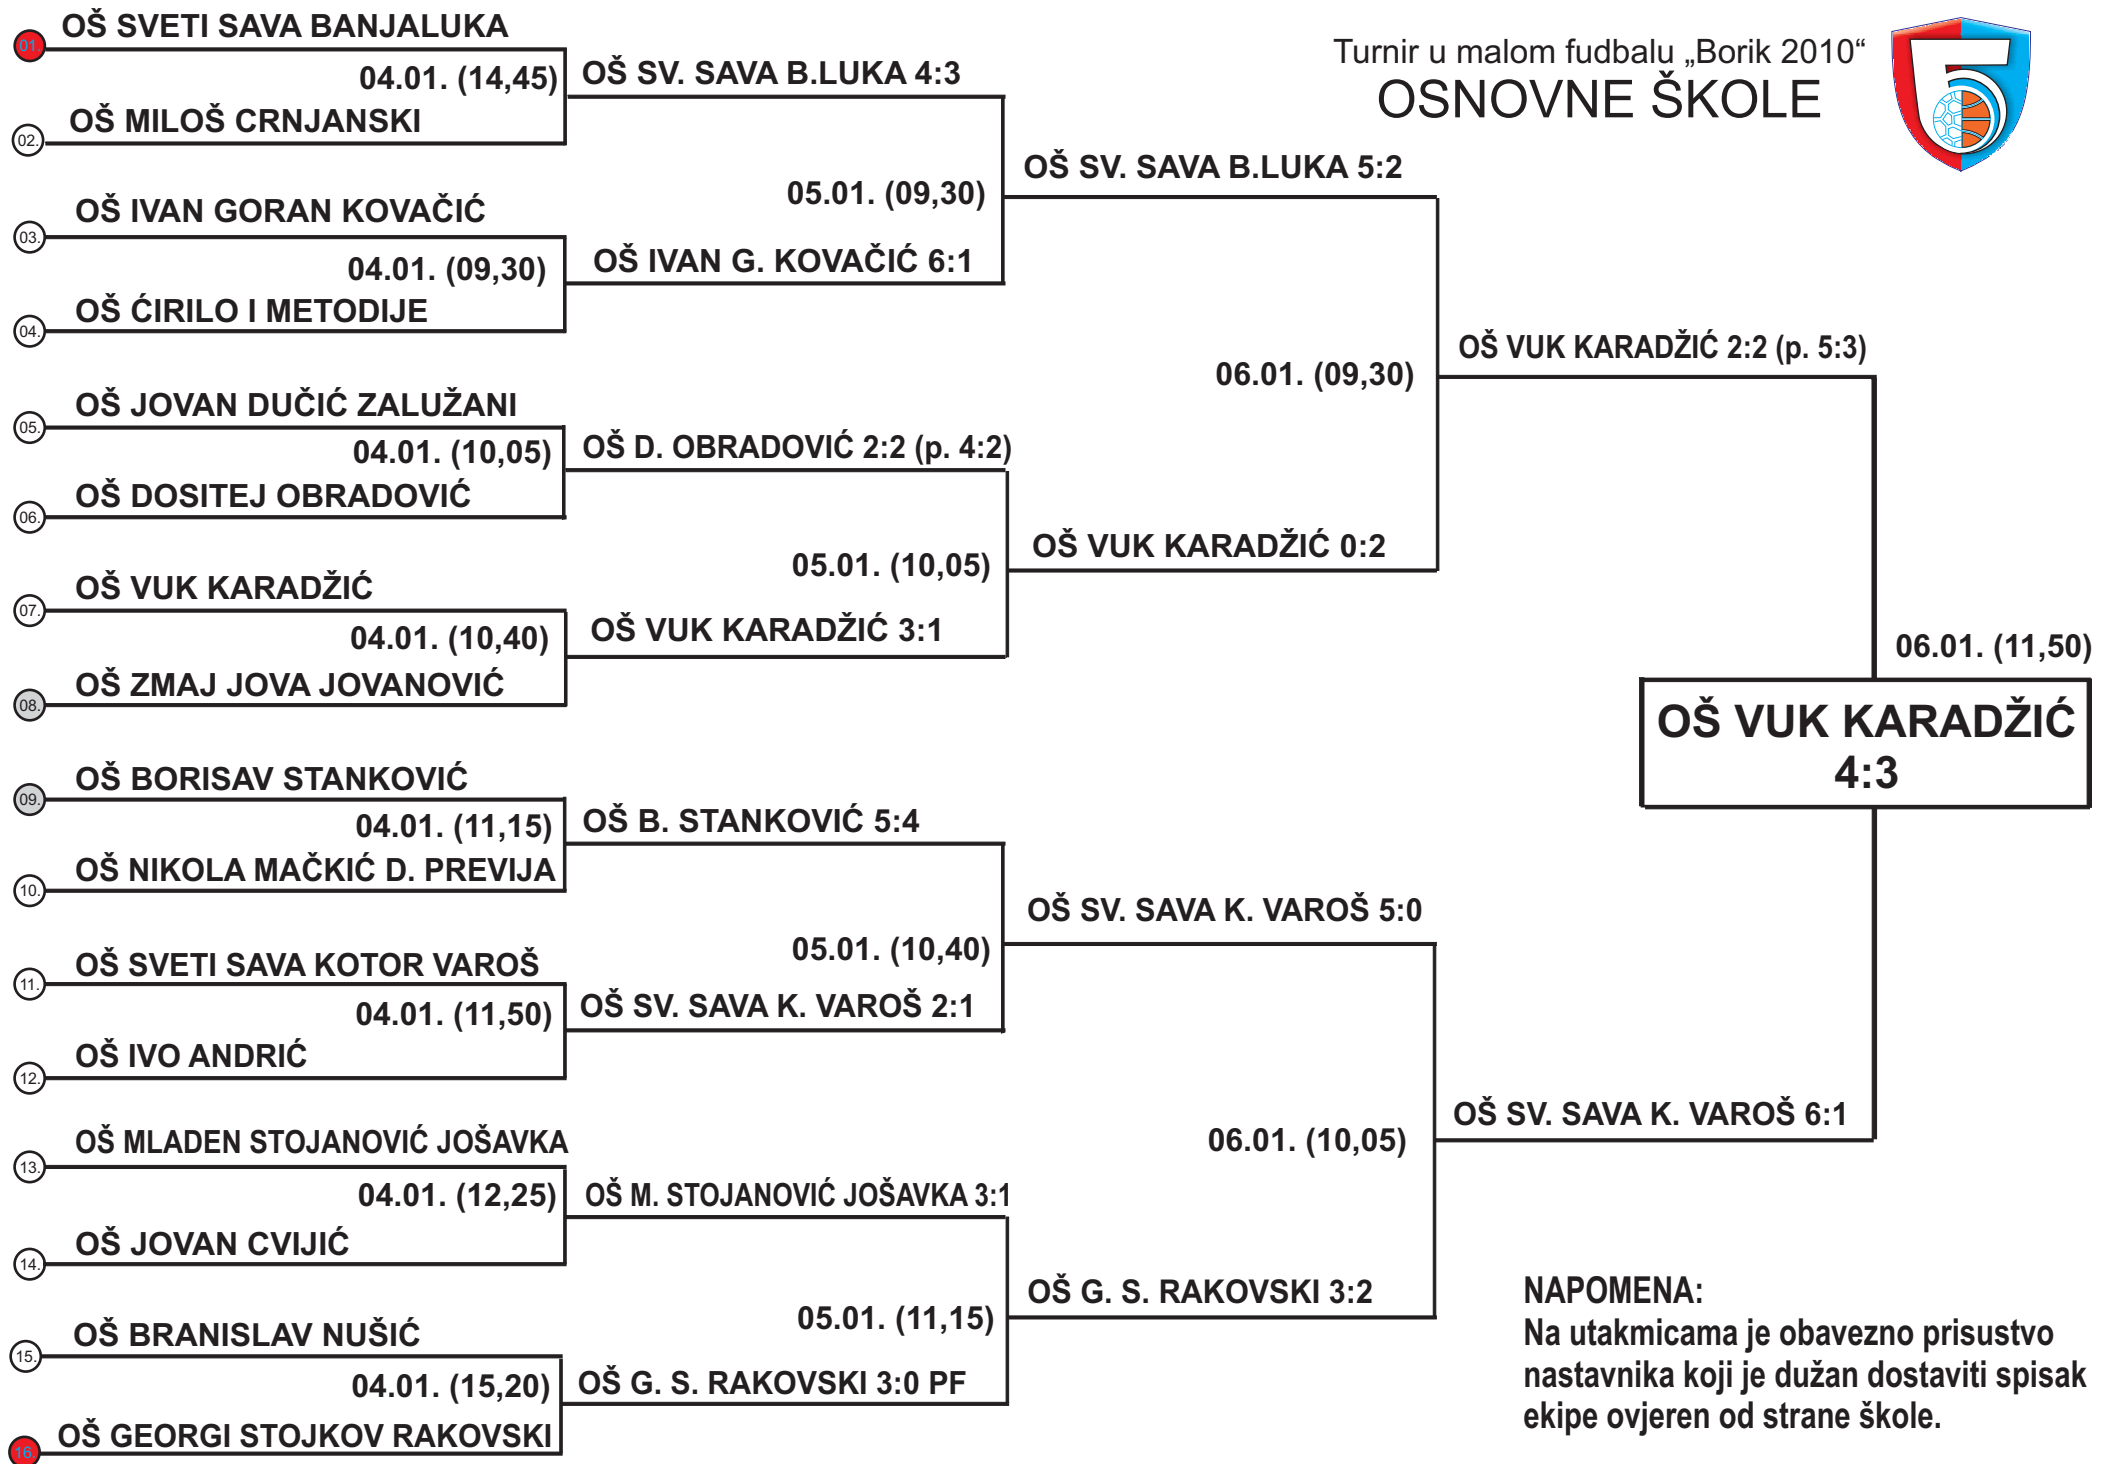 Turnir u malom fudbalu „Borik 2010“
OSNOVNE ŠKOLE
01.
OŠ SVETI SAVA BANJALUKA
04.01. (14,45)
02.
OŠ MILOŠ CRNJANSKI
03.
OŠ IVAN GORAN KOVAČIĆ
04.01. (09,30)
04.
OŠ ĆIRILO I METODIJE
05.
OŠ JOVAN DUČIĆ ZALUŽANI
04.01. (10,05)
06.
OŠ DOSITEJ OBRADOVIĆ
07.
OŠ VUK KARADŽIĆ
04.01. (10,40)
08.
OŠ ZMAJ JOVA JOVANOVIĆ
09.
OŠ BORISAV STANKOVIĆ
04.01. (11,15)
10.
OŠ NIKOLA MAČKIĆ D. PREVIJA
11.
OŠ SVETI SAVA KOTOR VAROŠ
04.01. (11,50)
12.
OŠ IVO ANDRIĆ
13.
OŠ MLADEN STOJANOVIĆ JOŠAVKA
04.01. (12,25)
14.
OŠ JOVAN CVIJIĆ
15.
OŠ BRANISLAV NUŠIĆ
04.01. (15,20)
16.
OŠ GEORGI STOJKOV RAKOVSKI
OŠ SV. SAVA B.LUKA 4:3
05.01. (09,30)
OŠ IVAN G. KOVAČIĆ 6:1
OŠ D. OBRADOVIĆ 2:2 (p. 4:2)
05.01. (10,05)
OŠ VUK KARADŽIĆ 3:1
OŠ B. STANKOVIĆ 5:4
05.01. (10,40)
OŠ SV. SAVA K. VAROŠ 2:1
OŠ M. STOJANOVIĆ JOŠAVKA 3:1
05.01. (11,15)
OŠ G. S. RAKOVSKI 3:0 PF
OŠ SV. SAVA B.LUKA 5:2
06.01. (09,30)
OŠ VUK KARADŽIĆ 0:2
OŠ SV. SAVA K. VAROŠ 5:0
06.01. (10,05)
OŠ G. S. RAKOVSKI 3:2
OŠ VUK KARADŽIĆ 2:2 (p. 5:3)
06.01. (11,50)
OŠ VUK KARADŽIĆ
4:3
OŠ SV. SAVA K. VAROŠ 6:1
NAPOMENA:
Na utakmicama je obavezno prisustvo
nastavnika koji je dužan dostaviti spisak
ekipe ovjeren od strane škole.